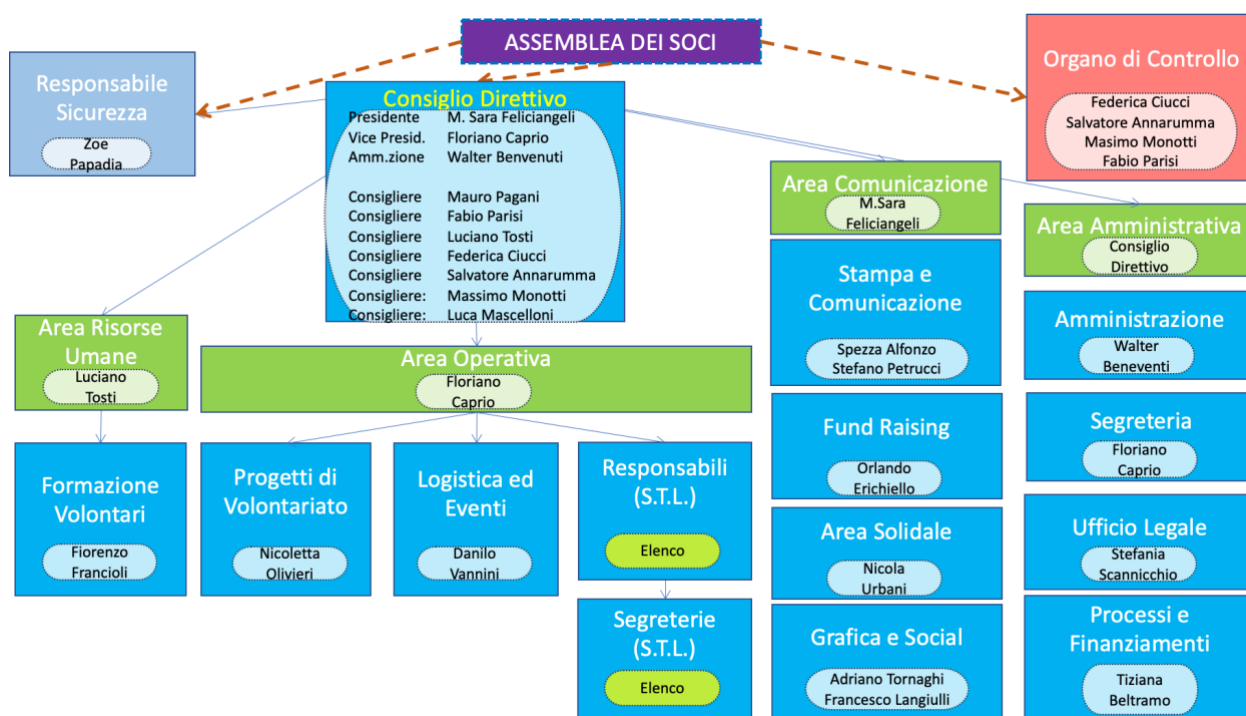 ASSEMBLEA DEI SOCI
Responsabile
Sicurezza
Zoe
Papadia
Consiglio Direttivo
Presidente M. Sara Feliciangeli
Vice Presid. Floriano Caprio
Amm.zione Walter Benvenuti
Consigliere Mauro Pagani
Consigliere Fabio Parisi
Consigliere Luciano Tosti
Consigliere Federica Ciucci
Consigliere Salvatore Annarumma
Consigliere: Massimo Monotti
Consigliere: Luca Mascelloni
Organo di Controllo
Federica Ciucci
Salvatore Annarumma
Masimo Monotti
Fabio Parisi
Area Risorse
Umane
Luciano
Tosti
Formazione
Volontari
Fiorenzo
Francioli
Area Operativa
Floriano
Caprio
Progetti di
Volontariato
Nicoletta
Olivieri
Logistica ed
Eventi
Danilo
Vannini
Responsabili
(S.T.L.)
Elenco
Segreterie
(S.T.L.)
Elenco
Area Comunicazione
M.Sara
Feliciangeli
Stampa e
Comunicazione
Spezza Alfonzo
Stefano Petrucci
Fund Raising
Orlando
Erichiello
Area Solidale
Nicola
Urbani
Grafica e Social
Adriano Tornaghi
Francesco Langiulli
Area Amministrativa
Consiglio
Direttivo
Amministrazione
Walter
Beneventi
Segreteria
Floriano
Caprio
Ufficio Legale
Stefania
Scannicchio
Processi e
Finanziamenti
Tiziana
Beltramo